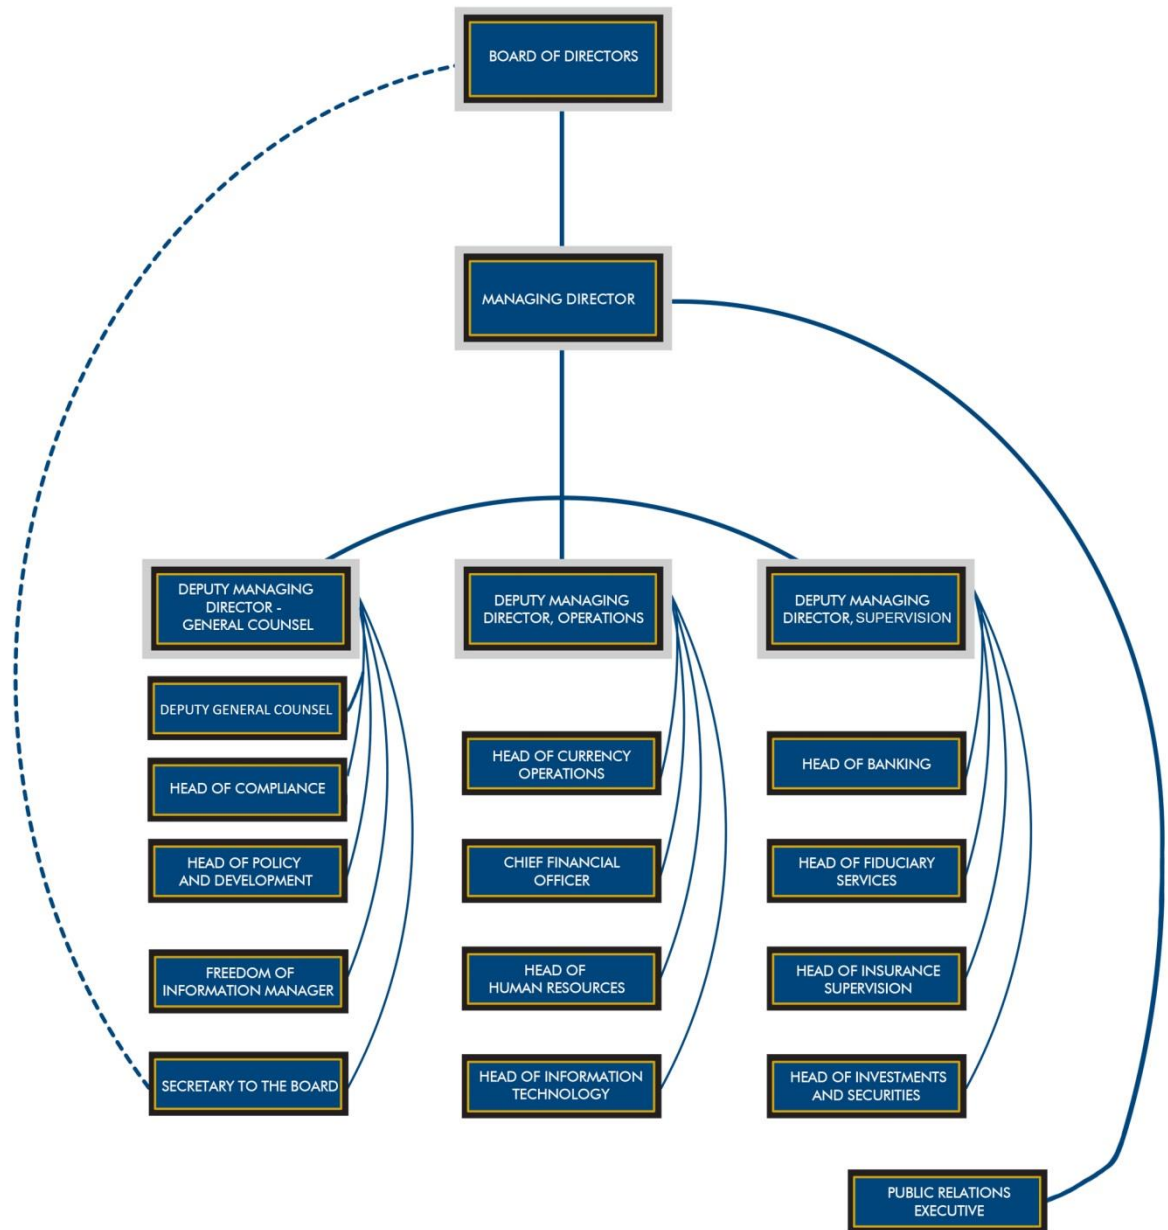 BOARD OF DIRECTORS
MANAGING DIRECTOR
DEPUTY MANAGING
DIRECTOR -
GENERAL COUNSEL
DEPUTY GENERAL COUNSEL
HEAD OF COMPLIANCE
HEAD OF POLICY
AND DEVELOPMENT
FREEDOM OF
INFORMATION MANAGER
SECRETARY TO THE BOARD
DEPUTY MANAGING
DIRECTOR, OPERATIONS
HEAD OF CURRENCY
OPERATIONS
CHIEF FINANCIAL
OFFICER
HEAD OF
HUMAN RESOURCES
HEAD OF INFORMATION
TECHNOLOGY
DEPUTY MANAGING
DIRECTOR, SUPERVISION
HEAD OF BANKING
HEAD OF FIDUCIARY
SERVICES
HEAD OF INSURANCE
SUPERVISION
HEAD OF INVESTMENTS
AND SECURITIES
PUBLIC RELATIONS
EXECUTIVE